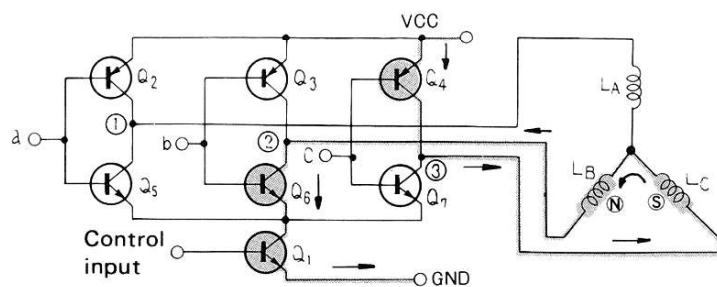 VCC
Q2
Q3
Q4
LA
a
①
b
②
C
③
Q5
Q6
Q7
LB
LC
N
S
Control
input
Q1
GND